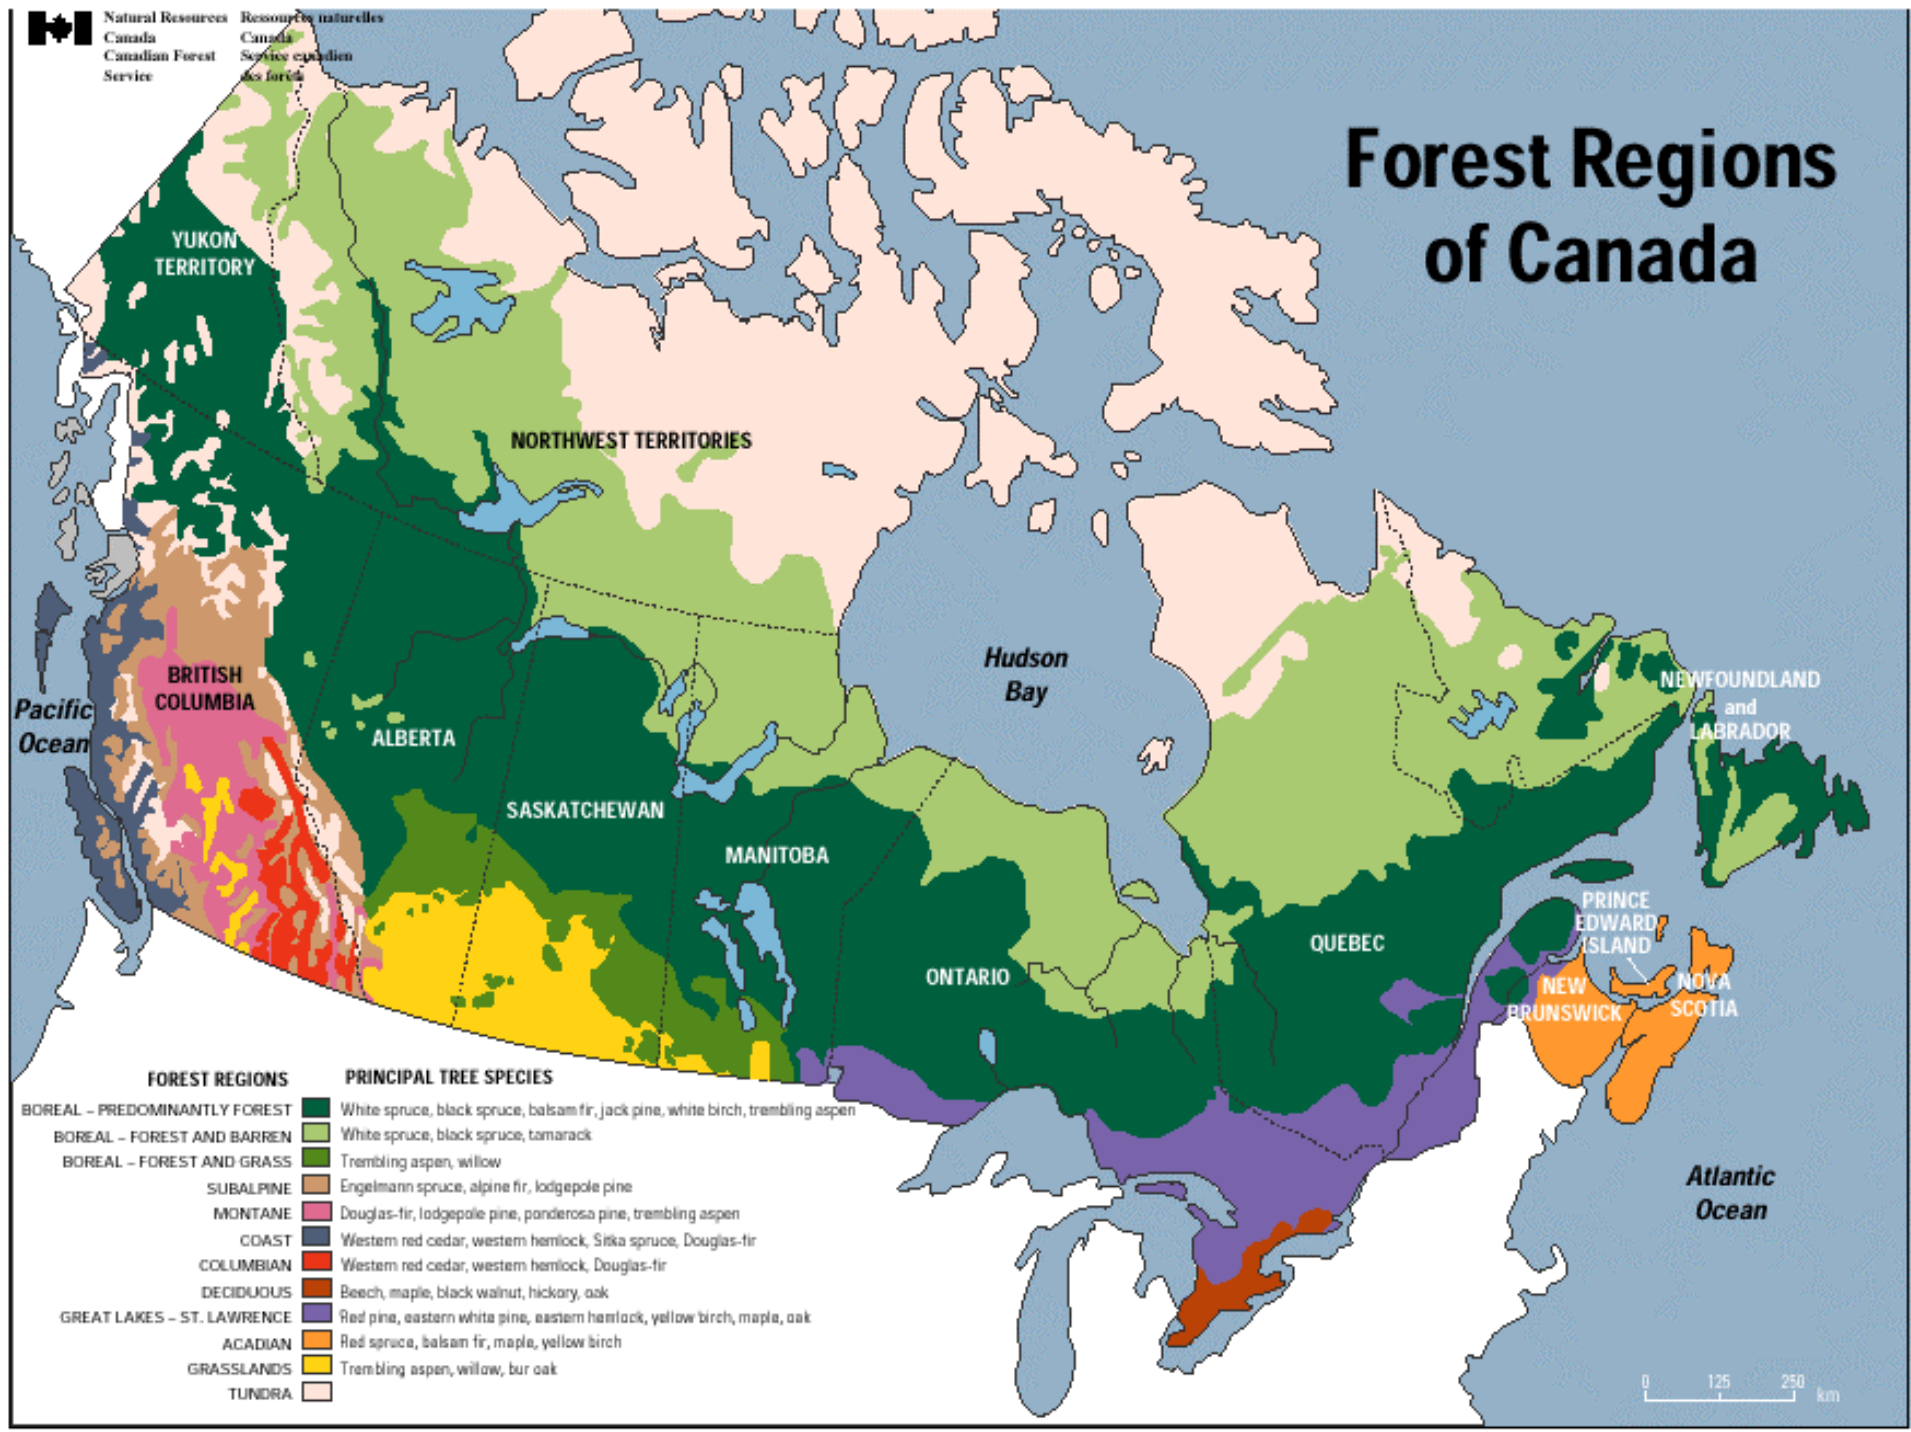 Natural Resources Ressources naturelles
Canada Canada
Canadian Forest Service canadien
Service des forêts
Forest Regions
of Canada
YUKON
TERRITORY
NORTHWEST TERRITORIES
Hudson
Bay
BRITISH
COLUMBIA
Pacific
Ocean
ALBERTA
SASKATCHEWAN
MANITOBA
ONTARIO
QUEBEC
NEWFOUNDLAND
and
LABRADOR
PRINCE
EDWARD
ISLAND
NEW
BRUNSWICK
NOVA
SCOTIA
Atlantic
Ocean
FOREST REGIONS PRINCIPAL TREE SPECIES
BOREAL – PREDOMINANTLY FOREST White spruce, black spruce, balsam fir, jack pine, white birch, trembling aspen
BOREAL – FOREST AND BARREN White spruce, black spruce, tamarack
BOREAL – FOREST AND GRASS Trembling aspen, willow
SUBALPINE Engelmann spruce, alpine fir, lodgepole pine
MONTANE Douglas-fir, lodgepole pine, ponderosa pine, trembling aspen
COAST Western red cedar, western hemlock, Sitka spruce, Douglas-fir
COLUMBIAN Western red cedar, western hemlock, Douglas-fir
DECIDUOUS Beech, maple, black walnut, hickory, oak
GREAT LAKES – ST. LAWRENCE Red pine, eastern white pine, eastern hemlock, yellow birch, maple, oak
ACADIAN Red spruce, balsam fir, maple, yellow birch
GRASSLANDS Trembling aspen, willow, bur oak
TUNDRA
0 125 250
km